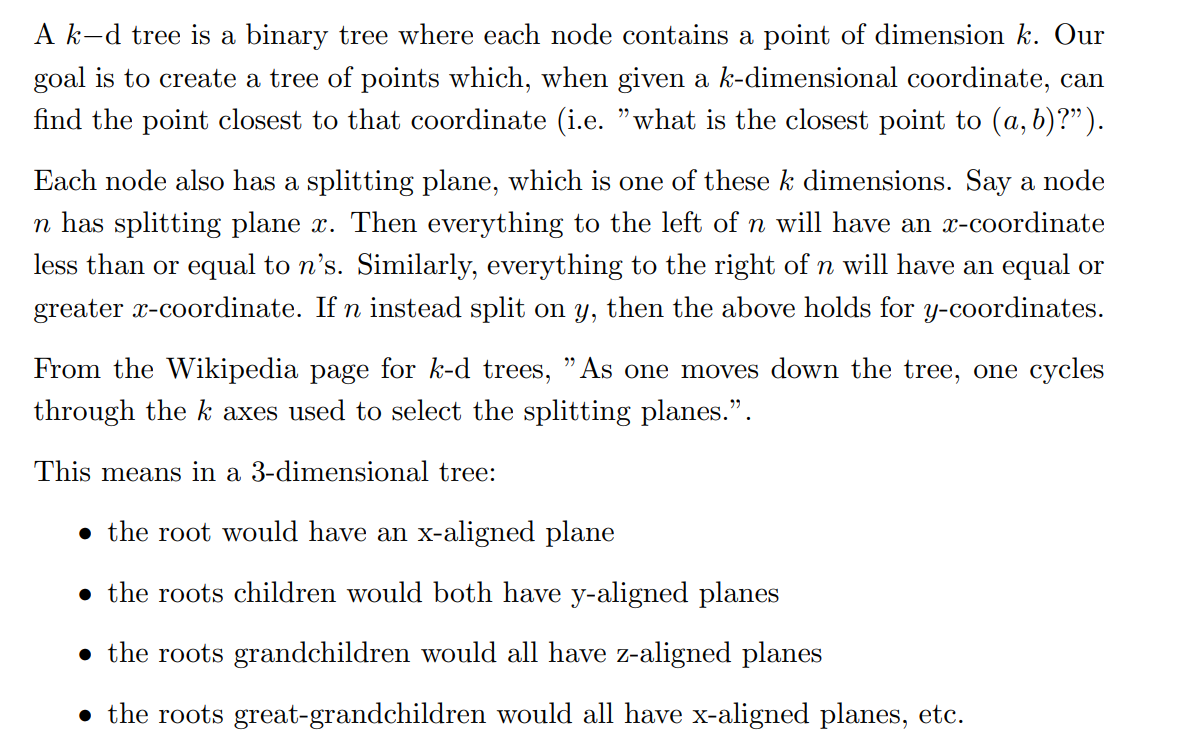 A k–d tree is a binary tree where each node contains a point of dimension k. Our
goal is to create a tree of points which, when given a k-dimensional coordinate, can
find the point closest to that coordinate (i.e. ”what is the closest point to (a, b)?”).
Each node also has a splitting plane, which is one of these k dimensions. Say a node
n has splitting plane x. Then everything to the left of n will have an x-coordinate
less than or equal to n’s. Similarly, everything to the right of n will have an equal or
greater x-coordinate. If n instead split on y, then the above holds for y-coordinates.
From the Wikipedia page for k-d trees, ”As one moves down the tree, one cycles
through the k axes used to select the splitting planes.”.
This means in a 3-dimensional tree:
• the root would have an x-aligned plane
• the roots children would both have y-aligned planes
• the roots grandchildren would all have z-aligned planes
• the roots great-grandchildren would all have x-aligned planes, etc.